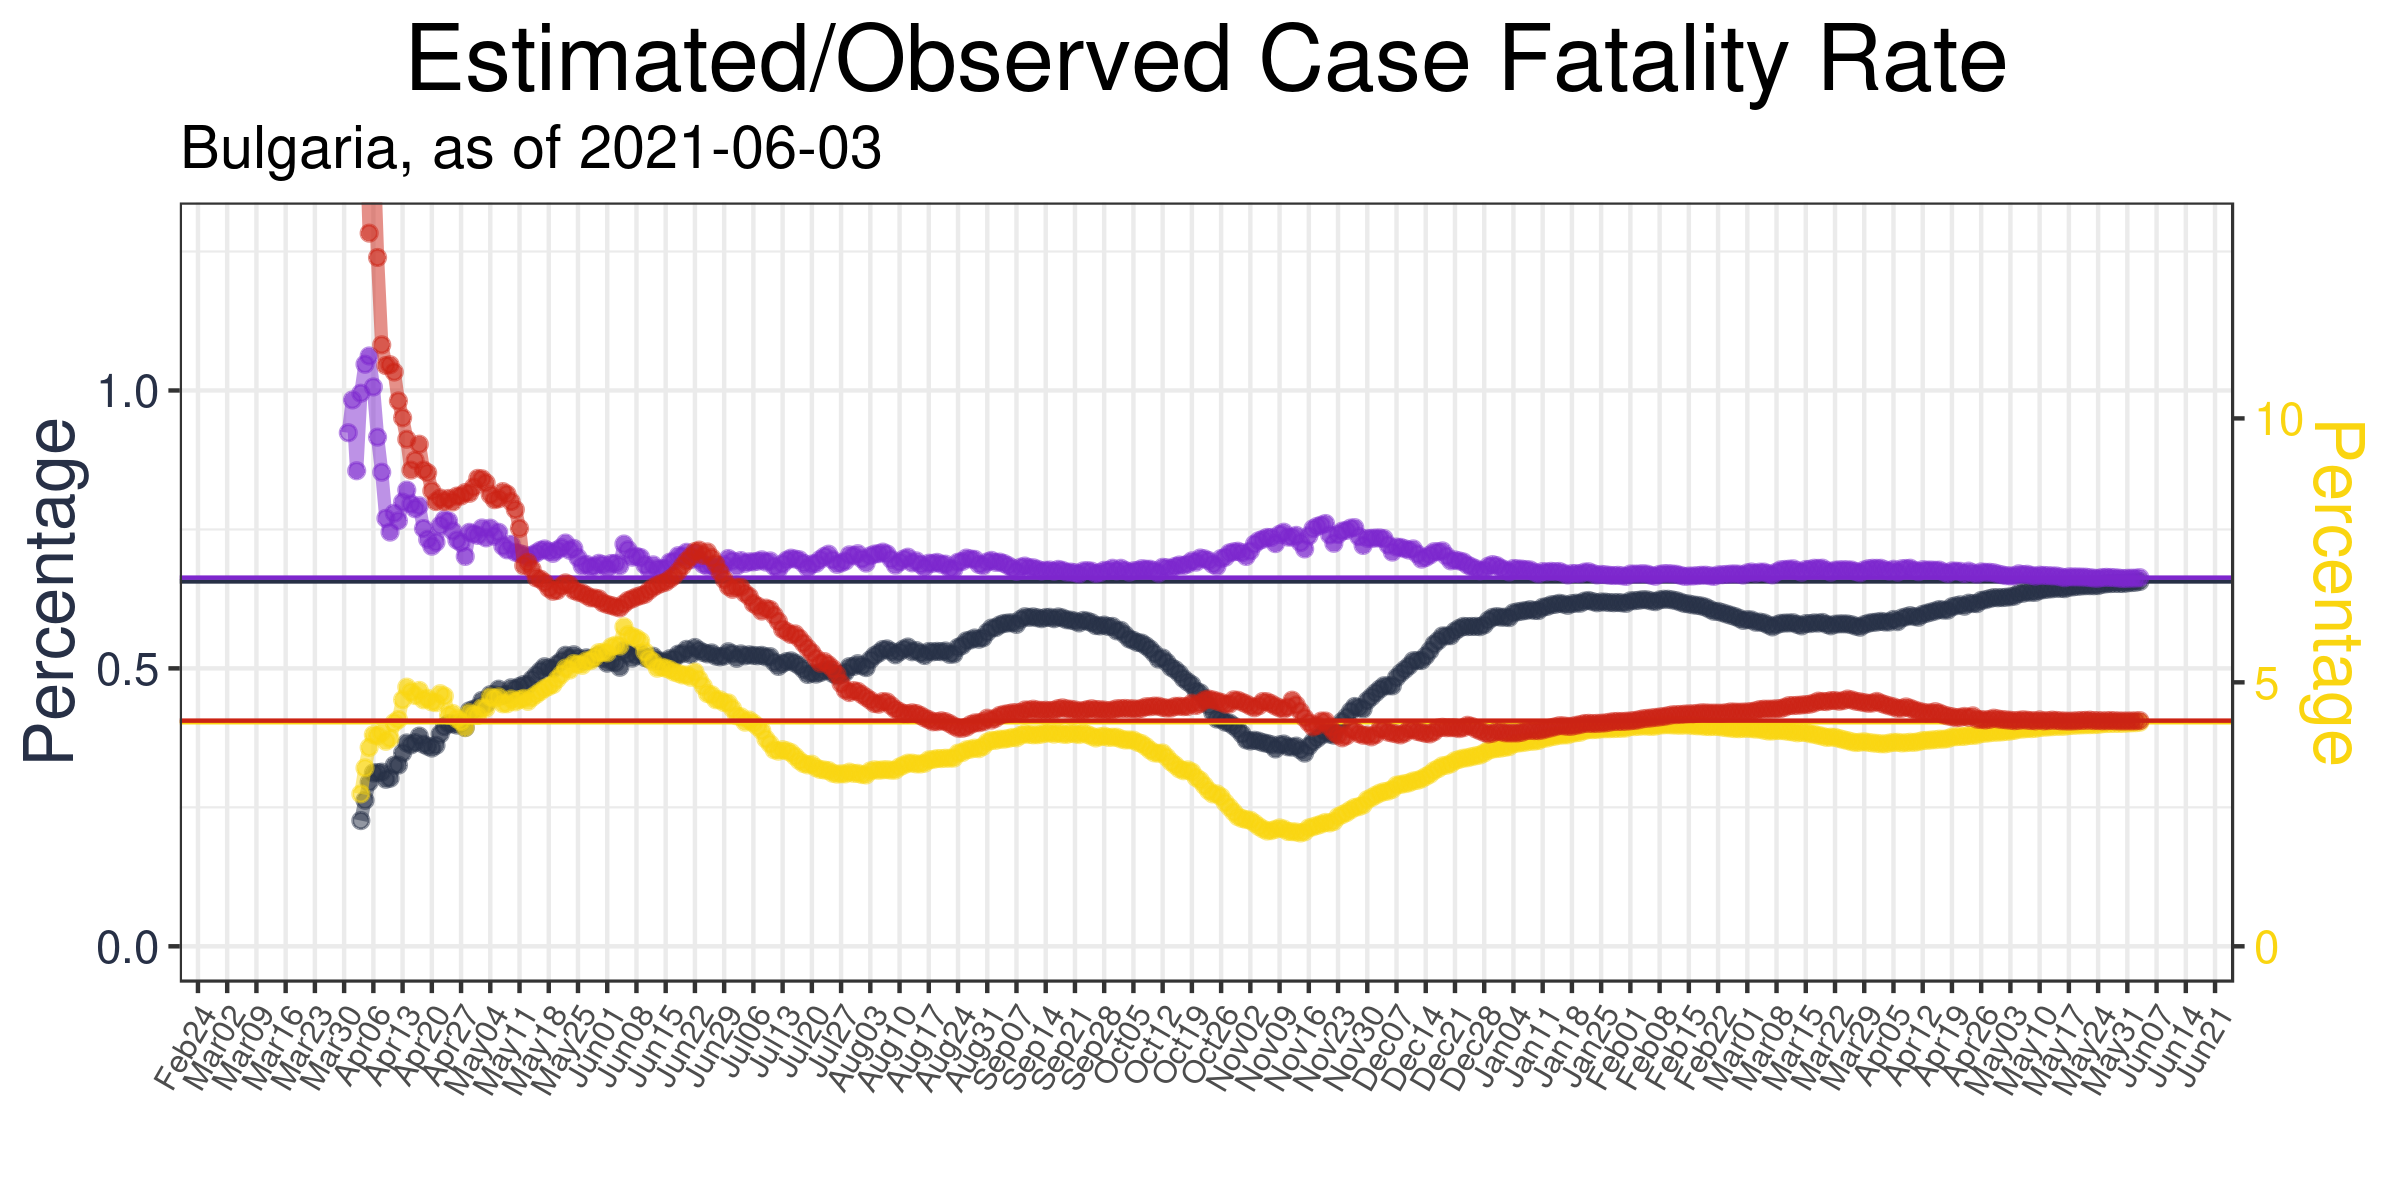 Estimated/Observed Case Fatality Rate
Bulgaria, as of 2021-06-03
Percentage
1.0
0.5
0.0
10
5
0
Percentage
Feb24
Mar02
Mar09
Mar16
Mar23
Mar30
Apr06
Apr13
Apr20
Apr27
May04
May11
May18
May25
Jun01
Jun08
Jun15
Jun22
Jun29
Jul06
Jul13
Jul20
Jul27
Aug03
Aug10
Aug17
Aug24
Aug31
Sep07
Sep14
Sep21
Sep28
Oct05
Oct12
Oct19
Oct26
Nov02
Nov09
Nov16
Nov23
Nov30
Dec07
Dec14
Dec21
Dec28
Jan04
Jan11
Jan18
Jan25
Feb01
Feb08
Feb15
Feb22
Mar01
Mar08
Mar15
Mar22
Mar29
Apr05
Apr12
Apr19
Apr26
May03
May10
May17
May24
May31
Jun07
Jun14
Jun21